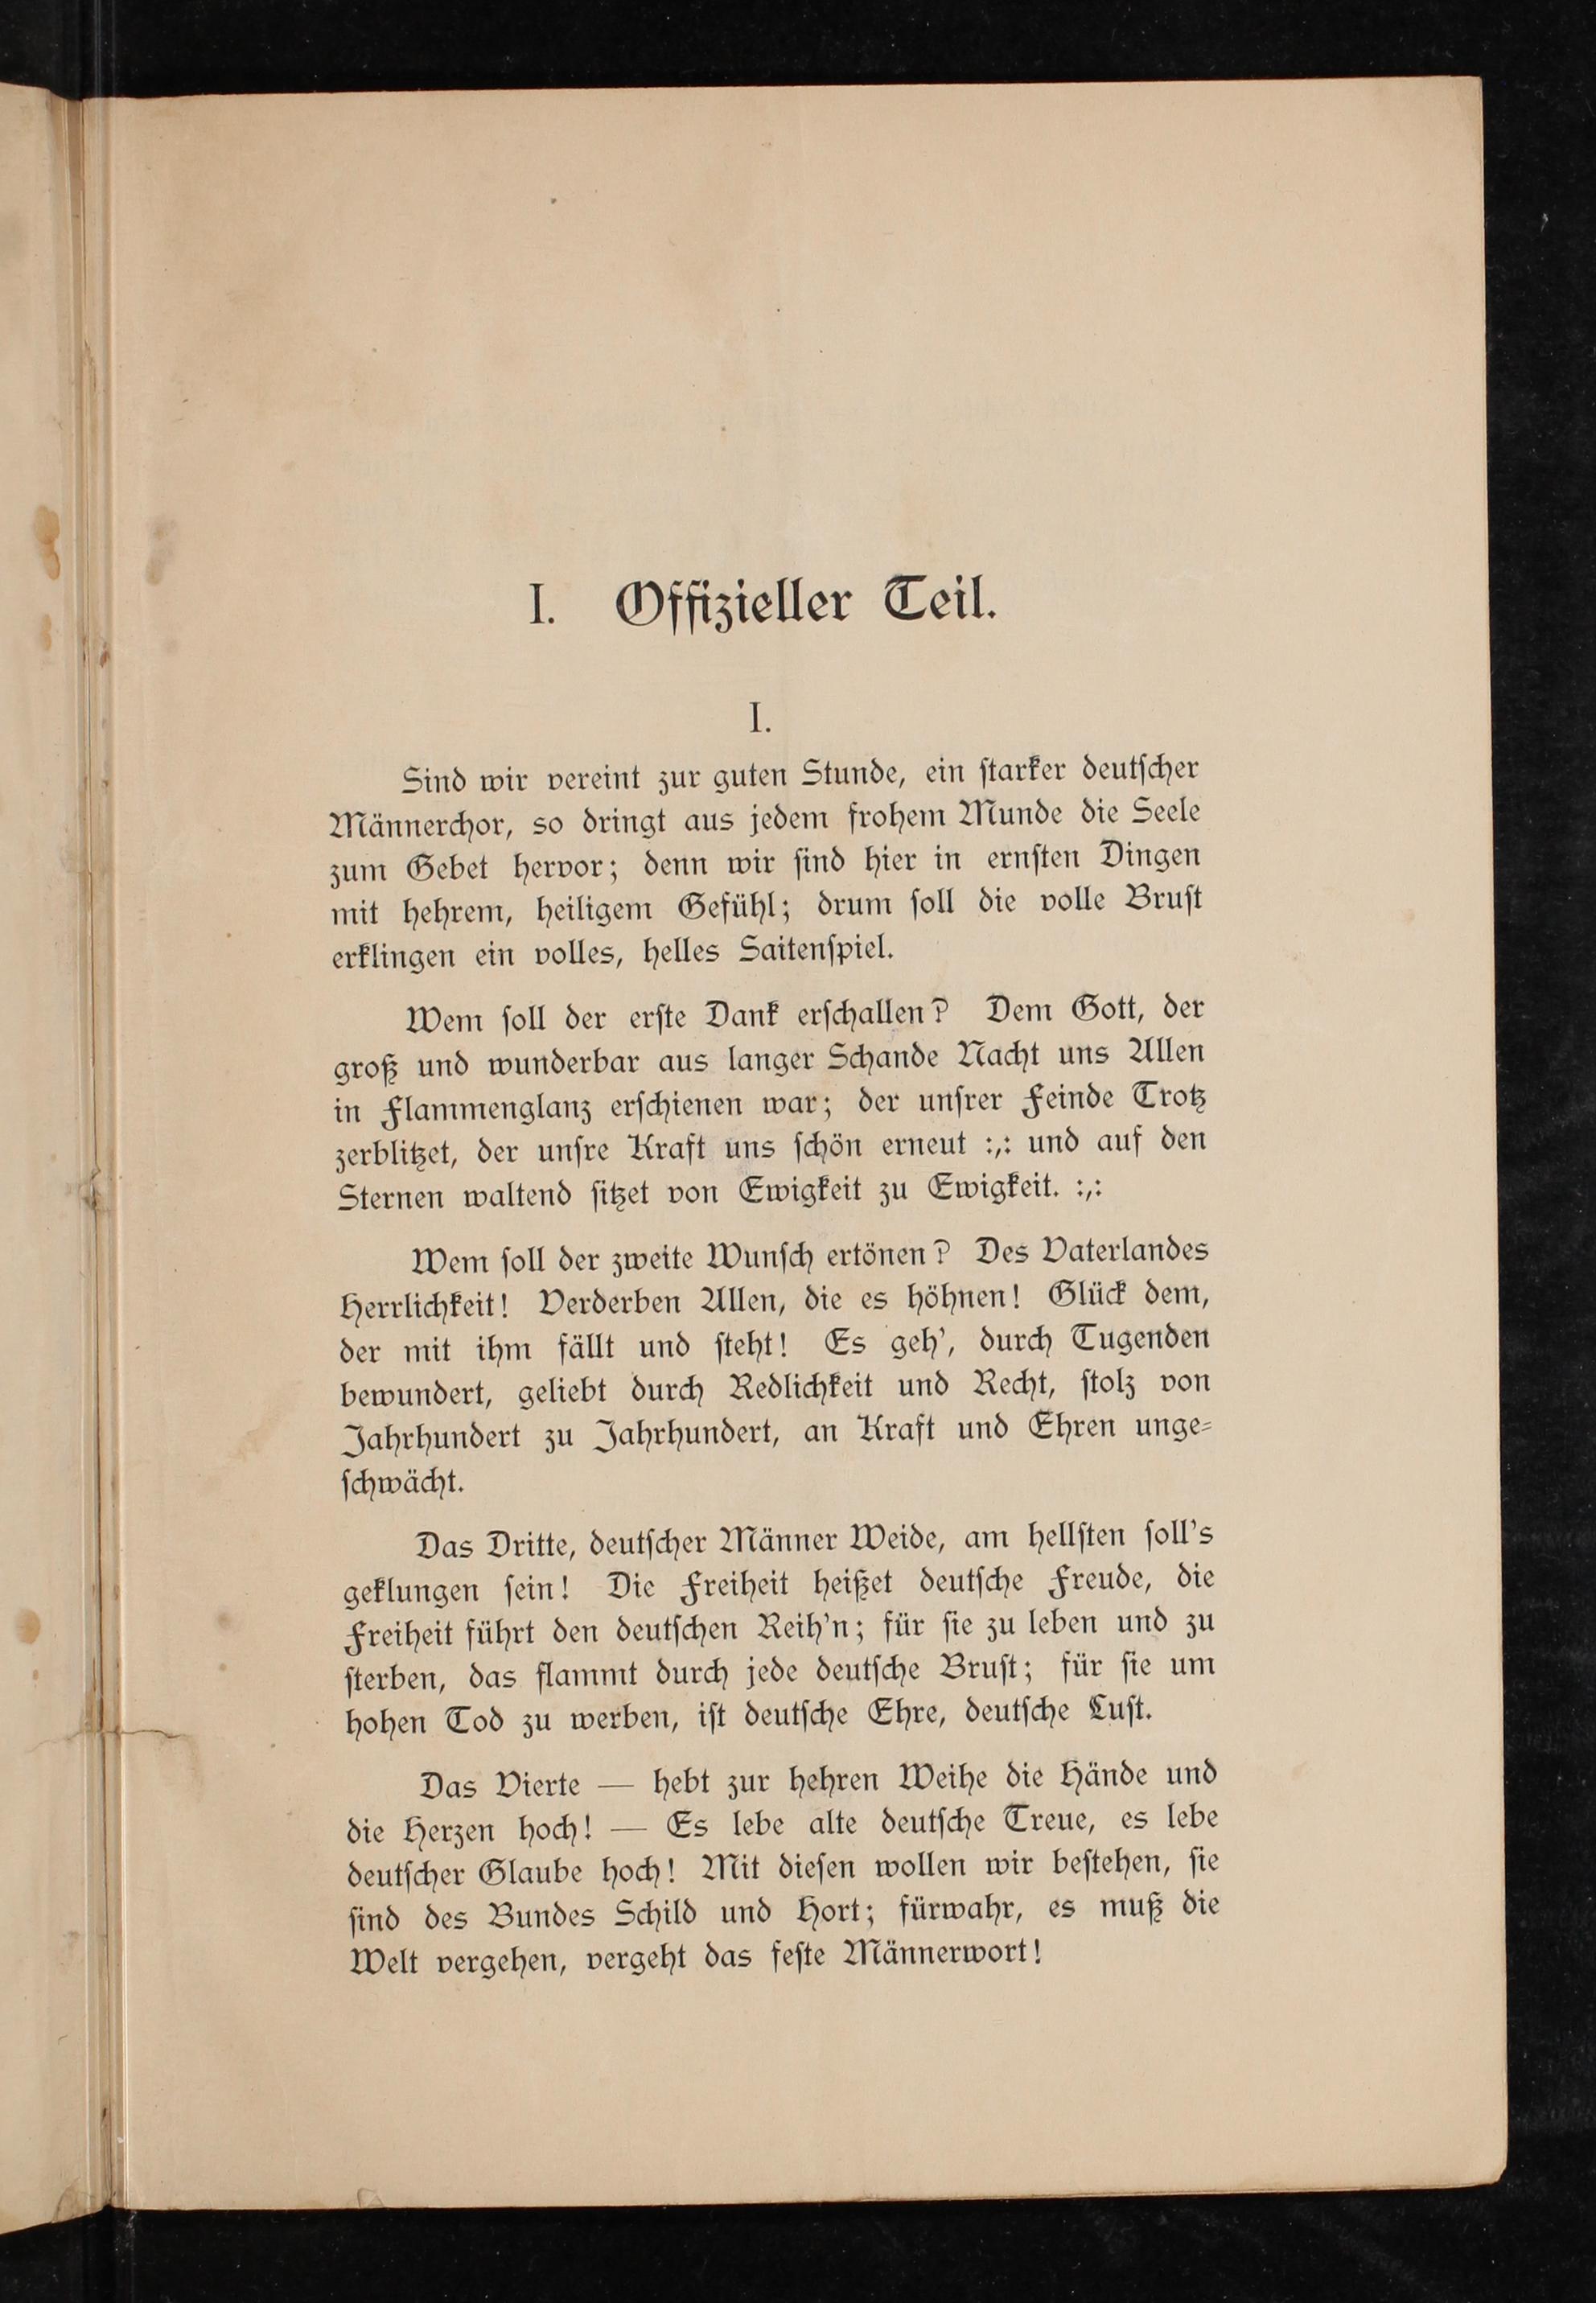 I. Offizieller Teil.
I.
Sind wir vereint zur guten Stunde, ein ſtarker deutſcher
Männerchor, so dringt aus jedem frohem Munde die Seele
zum Gebet hervor; denn wir ſind hier in ernſten Dingen
mit hehrem, heiligem Gefühl; drum ſoll die volle Bruſt
erklingen ein volles, helles Saitenſpiel.
Wem ſoll der erſte Dank erſchallen? Dem Gott, der
groß und wunderbar aus langer Schande Nacht uns Allen
in Flammenglanz erſchienen war; der unſrer Feinde Trotz
zerblitzet, der unſre Kraft uns ſchön erneut :,: und auf den
Sternen waltend ſitzet von Ewigkeit zu Ewigkeit. :,:
Wem ſoll der zweite Wunſch ertönen? Des Vaterlandes
Herrlichkeit! Verderben Allen, die es höhnen! Glück dem,
der mit ihm fällt und ſteht! Es geh', durch Tugenden
bewundert, geliebt durch Redlichkeit und Recht, ſtolz von
Jahrhundert zu Jahrhundert, an Kraft und Ehren unge-
ſchwächt.
Das Dritte, deutſcher Männer Weide, am hellſten ſoll's
geklungen ſein! Die Freiheit heißet deutſche Freude, die
Freiheit führt den deutſchen Reih'n; für ſie zu leben und zu
ſterben, das flammt durch jede deutſche Bruſt; für ſie um
hohen Tod zu werben, iſt deutſche Ehre, deutſche Luſt.
Das Vierte — hebt zur hehren Weihe die Hände und
die Herzen hoch! — Es lebe alte deutſche Treue, es lebe
deutſcher Glaube hoch! Mit dieſen wollen wir beſtehen, ſie
ſind des Bundes Schild und Hort; fürwahr, es muß die
Welt vergehen, vergeht das feſte Männerwort!